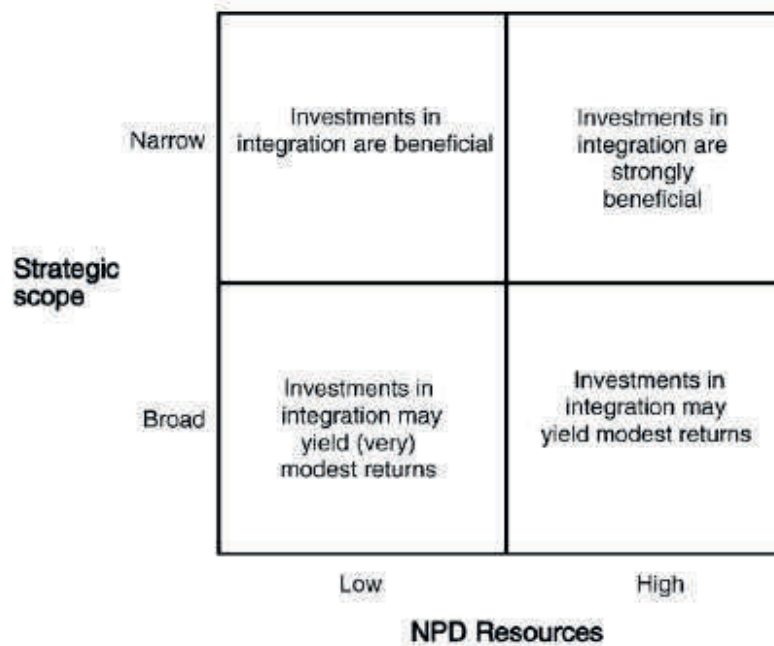 Narrow
Investments in
integration are beneficial
Investments in
integration are
strongly
beneficial
Strategic
scope
Broad
Investments in
integration may
yield (very)
modest returns
Investments in
integration may
yield modest returns
Low
High
NPD Resources